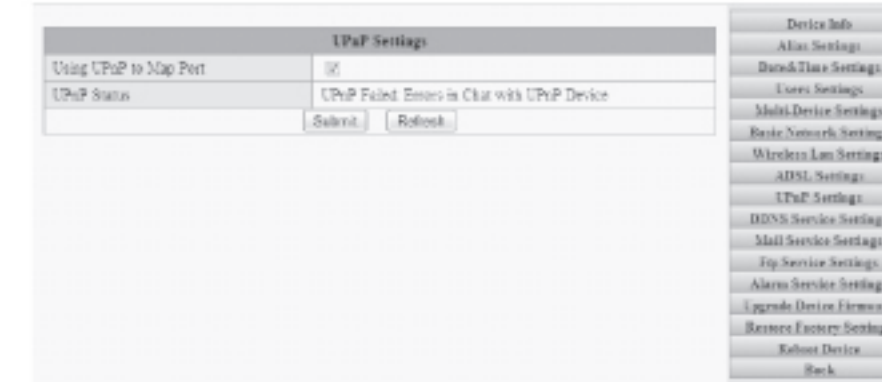 UPnP Settings
Using UPnP to Map Port
UPnP Status
UPnP Failed: Errors in Chat with UPnP Device
Submit
Refresh
Device Info
Alias Settings
Date&Time Settings
Users Settings
Multi-Device Settings
Basic Network Setting
Wireless Lan Setting
ADSL Settings
UPnP Settings
DDNS Service Setting
Mail Service Settings
Ftp Service Settings
Alarm Service Setting
Upgrade Device Firmwa
Restore Factory Setting
Reboot Device
Back